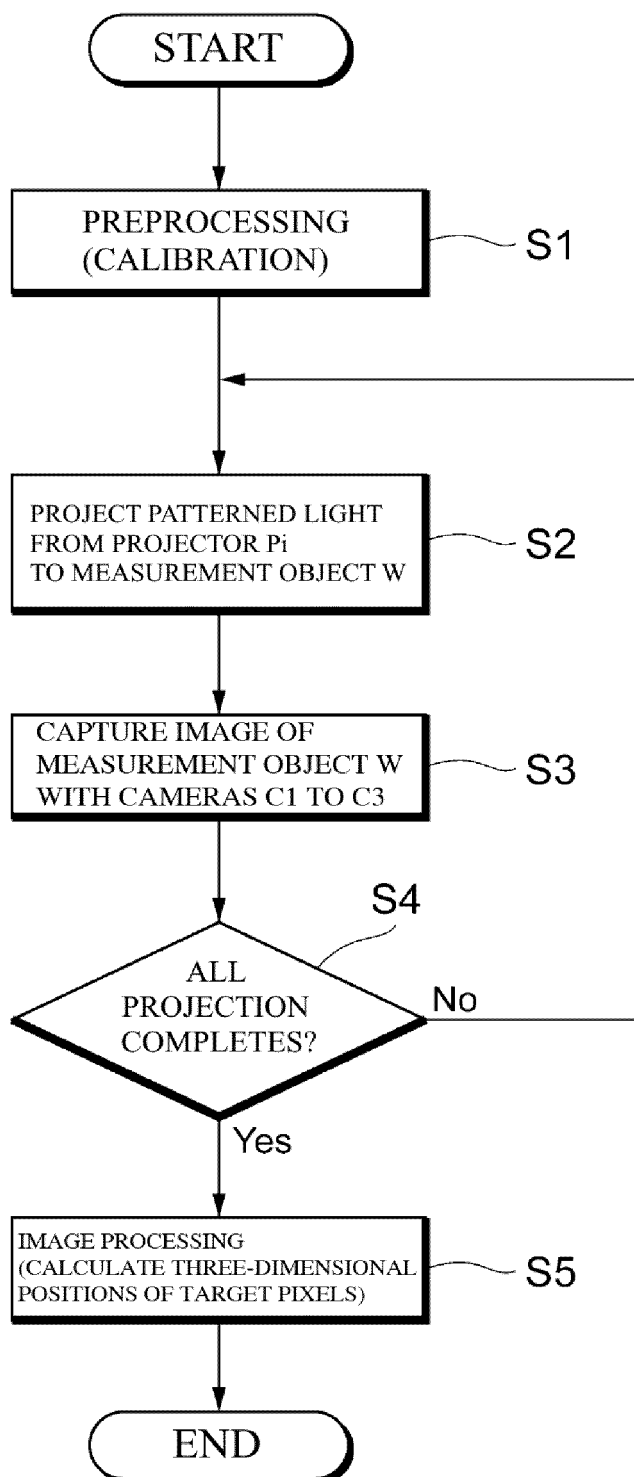 START
PREPROCESSING
(CALIBRATION)
S1
PROJECT PATTERNED LIGHT
FROM PROJECTOR Pi
TO MEASUREMENT OBJECT W
S2
CAPTURE IMAGE OF
MEASUREMENT OBJECT W
WITH CAMERAS C1 TO C3
S3
S4
ALL
PROJECTION
COMPLETES?
No
Yes
IMAGE PROCESSING
(CALCULATE THREE-DIMENSIONAL
POSITIONS OF TARGET PIXELS)
S5
END